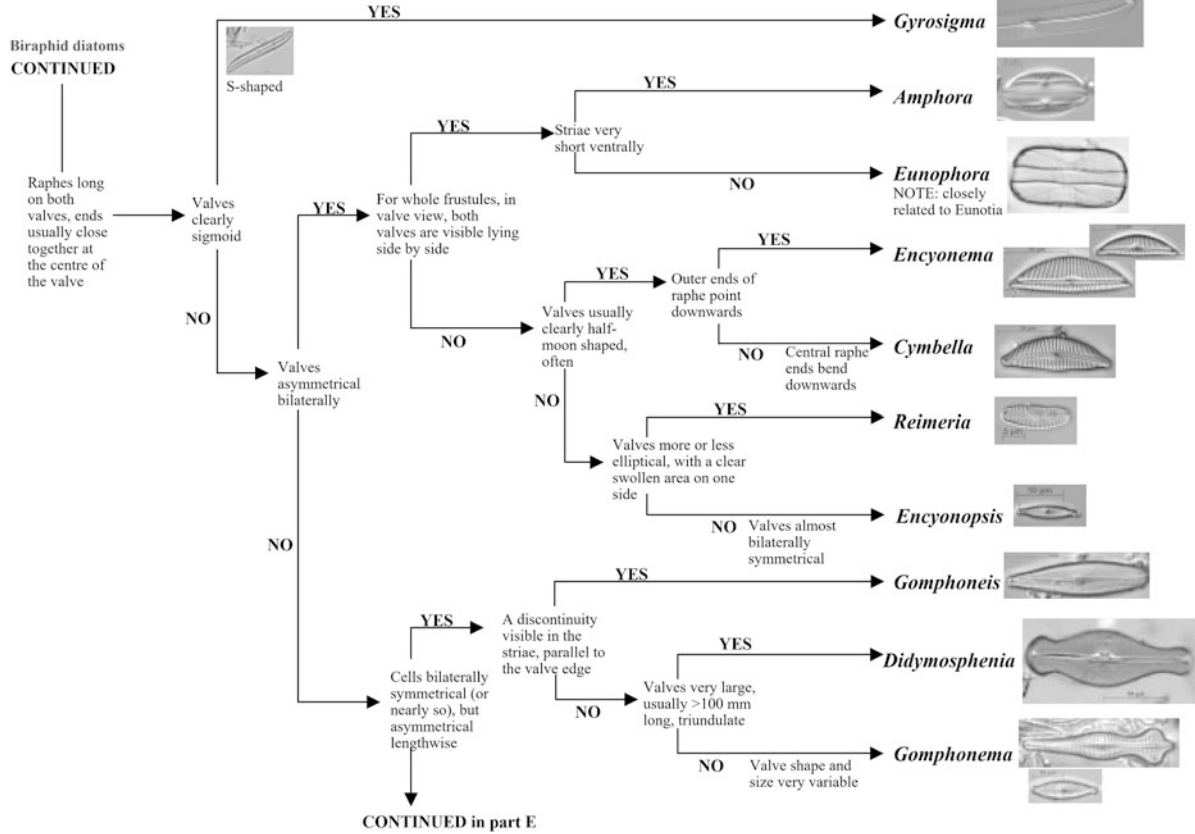 YES
Gyrosigma
Biraphid diatoms
CONTINUED
S-shaped
YES
Amphora
YES
Striae very
short ventrally
NO
Eunophora
NOTE: closely
related to Eunotia
Raphes long
on both
valves, ends
usually close
together at
the centre of
the valve
Valves
clearly
sigmoid
YES
For whole frustules, in
valve view, both
valves are visible lying
side by side
YES
Encyonema
YES
Outer ends of
raphe point
downwards
NO
Valves usually
clearly half-
moon shaped,
often
NO
NO
Central raphe
ends bend
downwards
Cymbella
Valves
asymmetrical
bilaterally
NO
YES
Reimeria
Valves more or less
elliptical, with a clear
swollen area on one
side
NO
Valves almost
bilaterally
symmetrical
Encyonopsis
10 µm
NO
YES
Gomphoneis
YES
A discontinuity
visible in the
striae, parallel to
the valve edge
YES
Didymosphenia
Cells bilaterally
symmetrical (or
nearly so), but
asymmetrical
lengthwise
NO
Valves very large,
usually >100 mm
long, triundulate
NO
Valve shape and
size very variable
Gomphonema
CONTINUED in part E